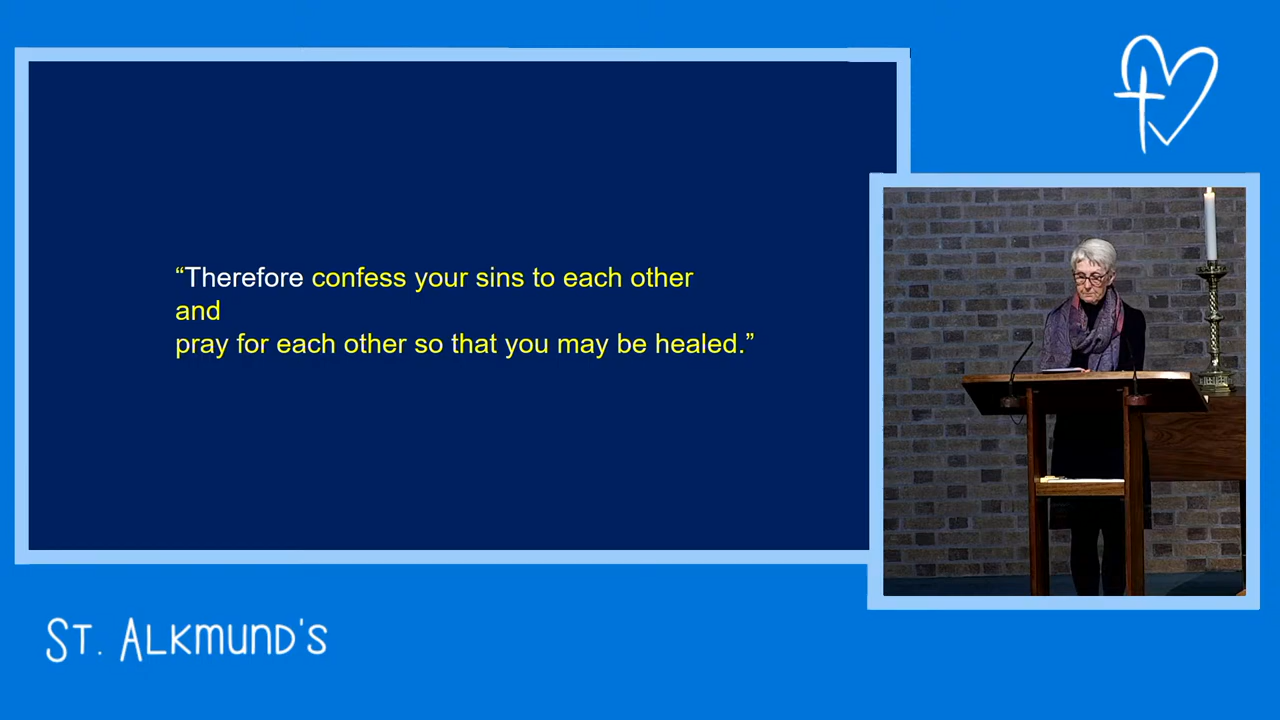 “Therefore confess your sins to each other
and
pray for each other so that you may be healed.”
St. Alkmund's